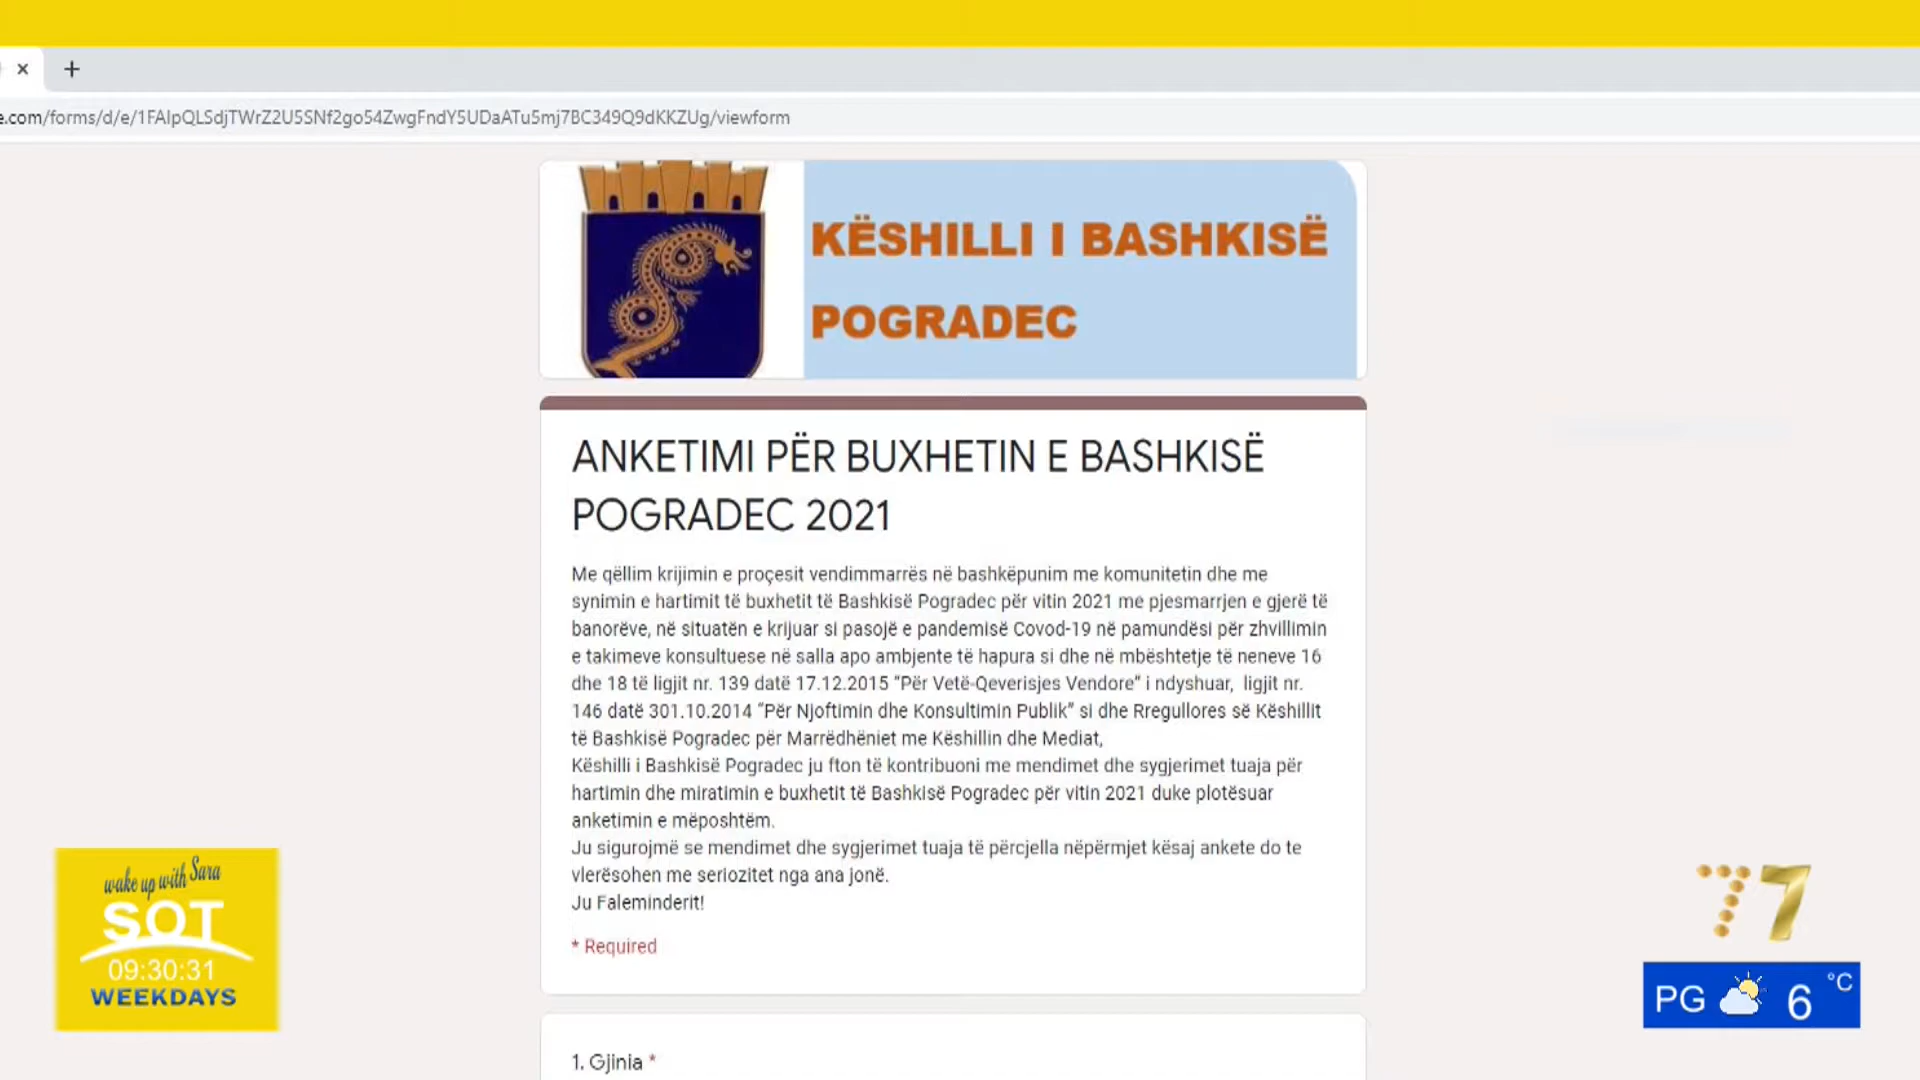 e.com/forms/d/e/1FAIpQLSdjTWrZ2U5SNf2go54ZwgFndY5UDaATu5mj7BC349Q9dKKZUg/viewform
KËSHILLI I BASHKISË
POGRADEC
ANKETIMI PËR BUXHETIN E BASHKISË
POGRADEC 2021
Me qëllim krijimin e proçesit vendimmarrës në bashkëpunim me komunitetin dhe me
synimin e hartimit të buxhetit të Bashkisë Pogradec për vitin 2021 me pjesmarrjen e gjerë të
banorëve, në situatën e krijuar si pasojë e pandemisë Covod-19 në pamundësi për zhvillimin
e takimeve konsultuese në salla apo ambjente të hapura si dhe në mbështetje të neneve 16
dhe 18 të ligjit nr. 139 datë 17.12.2015 “Për Vetë-Qeverisjes Vendore” i ndyshuar, ligjit nr.
146 datë 301.10.2014 “Për Njoftimin dhe Konsultimin Publik” si dhe Rregullores së Këshillit
të Bashkisë Pogradec për Marrëdhëniet me Këshillin dhe Mediat,
Këshilli i Bashkisë Pogradec ju fton të kontribuoni me mendimet dhe sygjerimet tuaja për
hartimin dhe miratimin e buxhetit të Bashkisë Pogradec për vitin 2021 duke plotësuar
anketimin e mëposhtëm.
Ju sigurojmë se mendimet dhe sygjerimet tuaja të përcjella nëpërmjet kësaj ankete do te
vlerësohen me seriozitet nga ana jonë.
Ju Faleminderit!
* Required
1. Gjinia *
wake up with Sara
SOT
09:30:31
WEEKDAYS
77
PG 6 °C